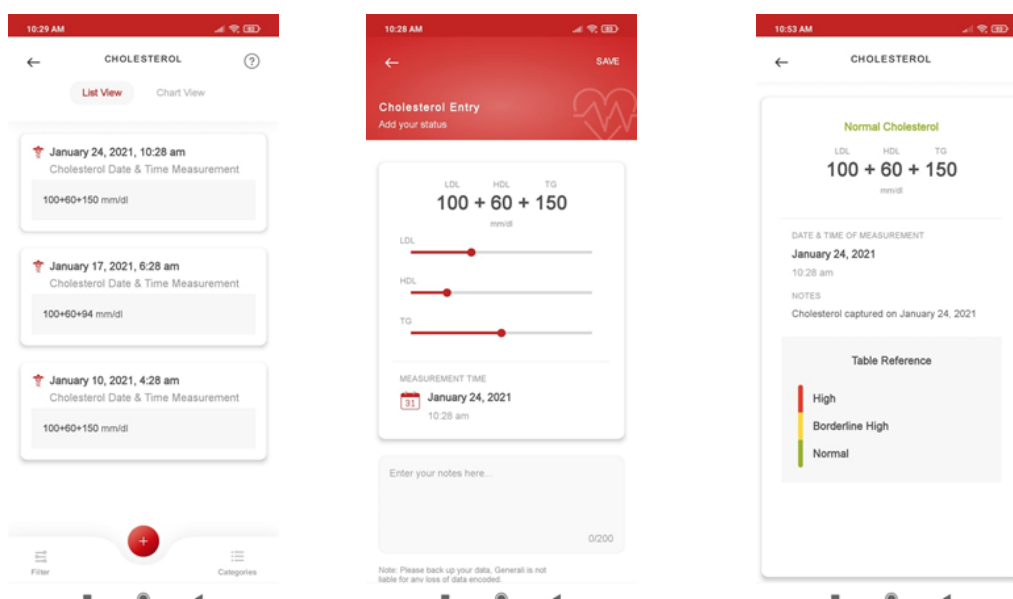 10:29 AM
CHOLESTEROL
?
List View Chart View
January 24, 2021, 10:28 am
Cholesterol Date & Time Measurement
100+60+150 mm/dl
January 17, 2021, 6:28 am
Cholesterol Date & Time Measurement
100+60+94 mm/dl
January 10, 2021, 4:28 am
Cholesterol Date & Time Measurement
100+60+150 mm/dl
+
Filter Categories
10:28 AM
SAVE
Cholesterol Entry
Add your status
LDL HDL TG
100 + 60 + 150
mm/dl
LDL
HDL
TG
MEASUREMENT TIME
31 January 24, 2021
10:28 am
Enter your notes here...
0/200
Note: Please back up your data, Generali is not
liable for any loss of data encoded.
10:53 AM
CHOLESTEROL
Normal Cholesterol
LDL HDL TG
100 + 60 + 150
mm/dl
DATE & TIME OF MEASUREMENT
January 24, 2021
10:28 am
NOTES
Cholesterol captured on January 24, 2021
Table Reference
High
Borderline High
Normal